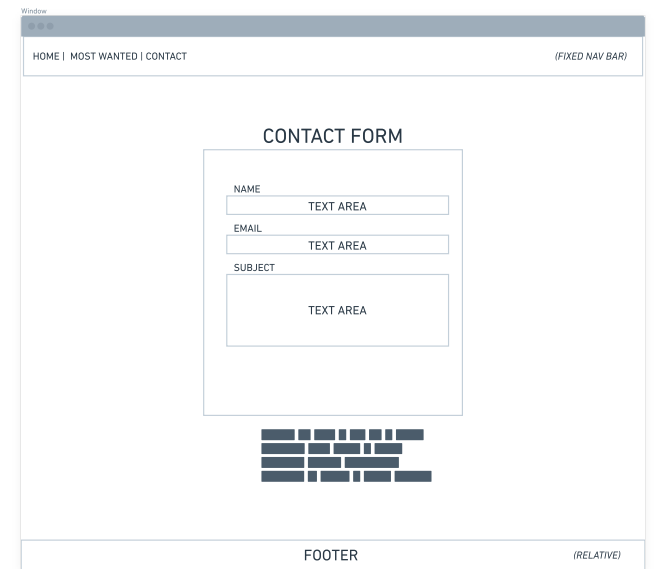 Window
HOME | MOST WANTED | CONTACT (FIXED NAV BAR)
CONTACT FORM
NAME
TEXT AREA
EMAIL
TEXT AREA
SUBJECT
TEXT AREA
FOOTER (RELATIVE)